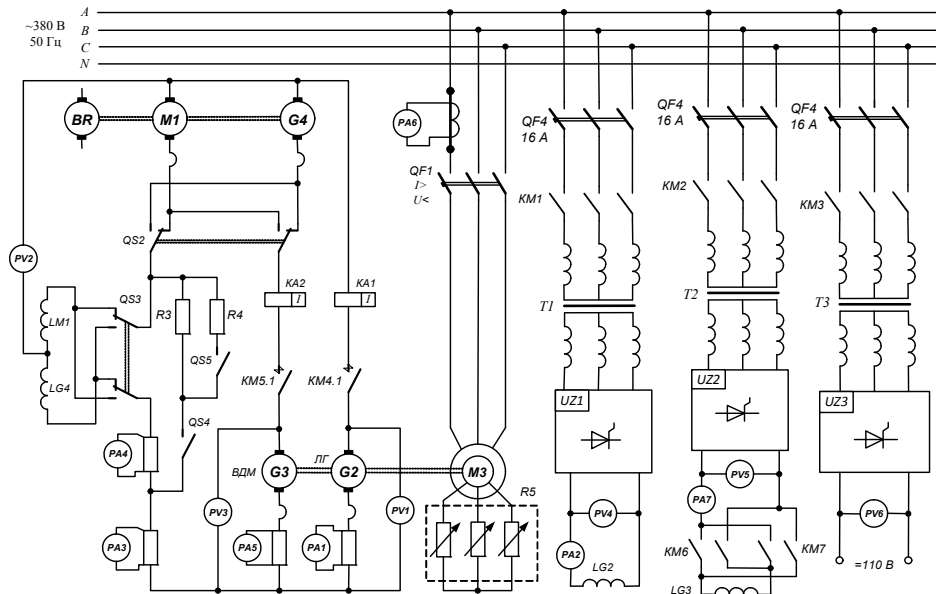 ~380 В
50 Гц
A
B
C
N
BR
M1
G4
PA6
QF4
16 А
QF4
16 А
QF4
16 А
QF1
I>
U<
KM1
KM2
KM3
QS2
PV2
QS3
KA2
I
KA1
I
LM1
R3
R4
T1
T2
T3
QS5
LG4
KM5.1
KM4.1
UZ1
UZ2
UZ3
QS4
PA4
ВДМ
G3
ЛГ
G2
M3
R5
PV3
PV1
PV4
PV5
PA7
PV6
PA3
PA5
PA1
PA2
KM6
KM7
LG2
=110 В
LG3